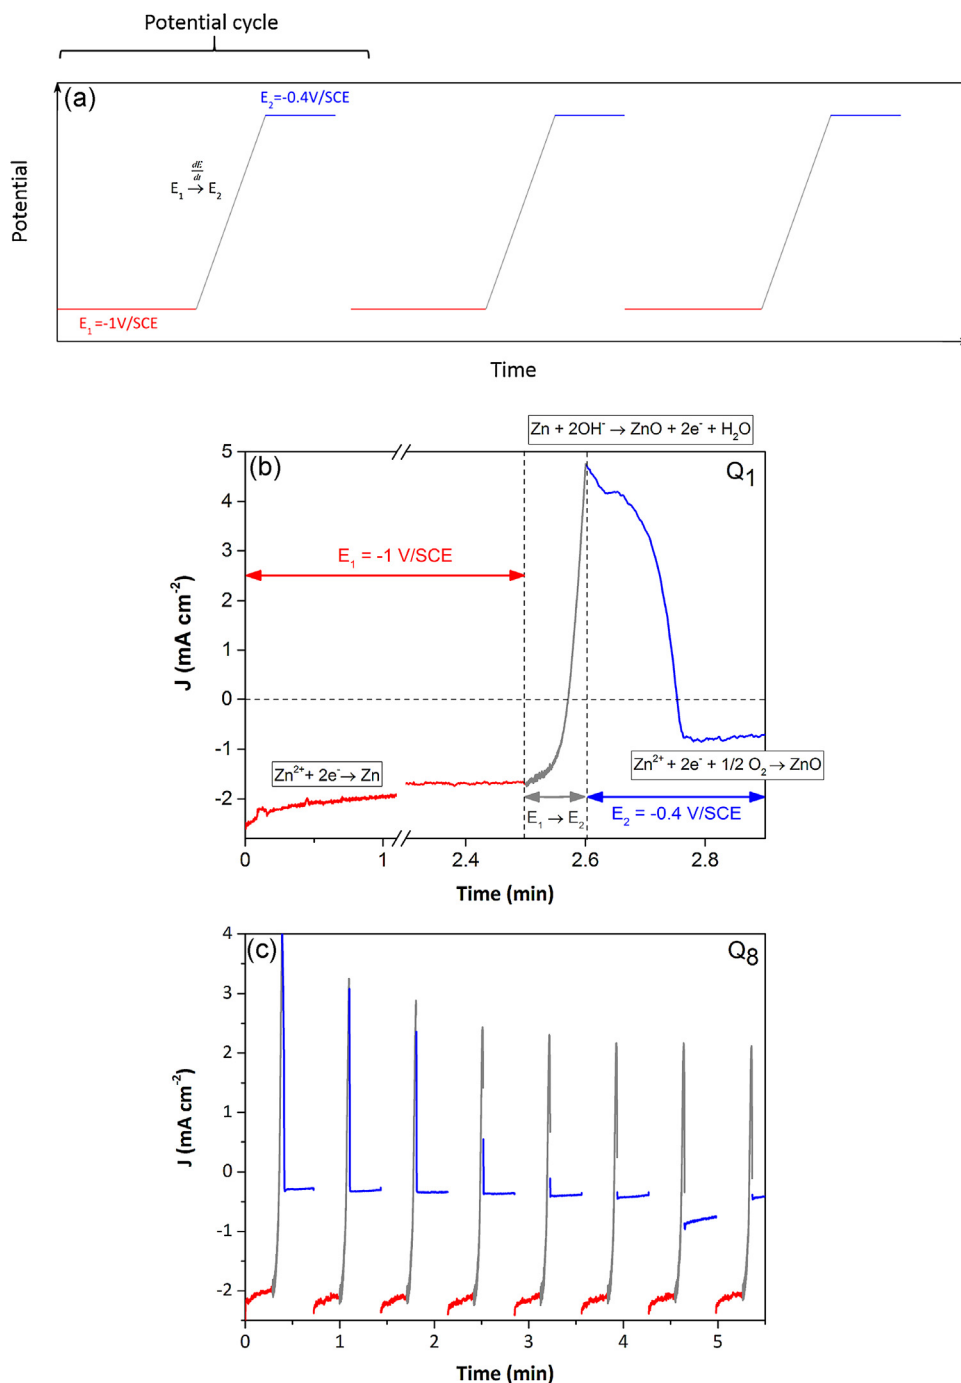 Potential cycle
(a)
E2=-0.4V/SCE
dE
dt
E1 → E2
E1=-1V/SCE
Potential
Time
Zn + 2OH- → ZnO + 2e- + H2O
(b)
Q1
E1 = -1 V/SCE
Zn2+ + 2e- → Zn
Zn2+ + 2e- + 1/2 O2 → ZnO
E1 → E2
E2 = -0.4 V/SCE
5
4
3
2
1
0
-1
-2
J (mA cm-2)
0 1 2.4 2.6 2.8
Time (min)
(c)
Q8
4
3
2
1
0
-1
-2
J (mA cm-2)
0 1 2 3 4 5
Time (min)